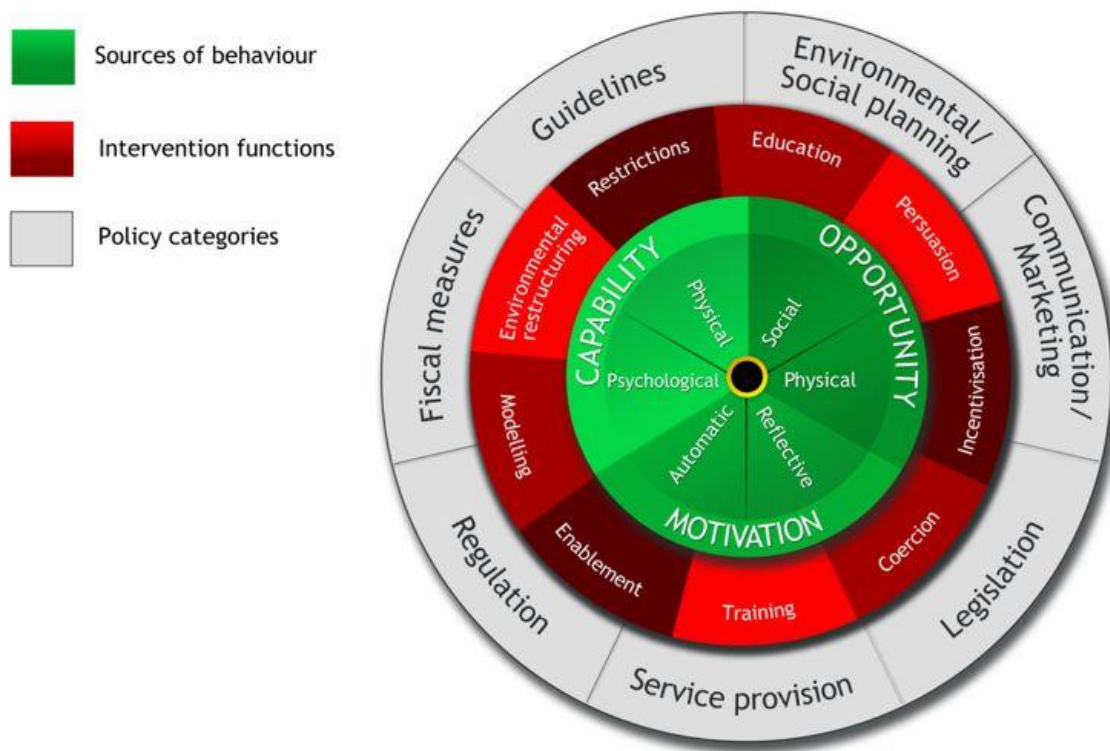 Sources of behaviour
Intervention functions
Policy categories
Guidelines
Environmental/
Social planning
Communication/
Marketing
Legislation
Service provision
Regulation
Fiscal measures
Restrictions
Education
Persuasion
Incentivisation
Coercion
Training
Enablement
Modelling
Environmental
restructuring
CAPABILITY
OPPORTUNITY
MOTIVATION
Physical
Social
Physical
Reflective
Automatic
Psychological